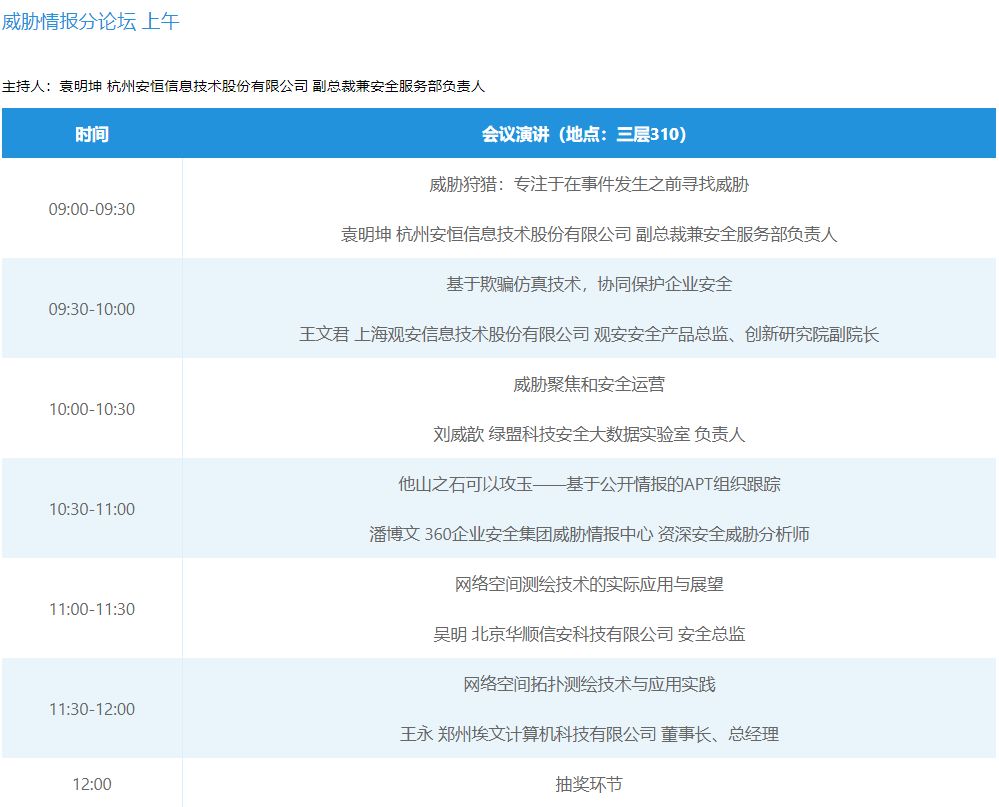 威胁情报分论坛 上午
主持人：袁明坤 杭州安恒信息技术股份有限公司 副总裁兼安全服务部负责人
时间
会议演讲（地点：三层310）
09:00-09:30
威胁狩猎：专注于在事件发生之前寻找威胁
袁明坤 杭州安恒信息技术股份有限公司 副总裁兼安全服务部负责人
09:30-10:00
基于欺骗仿真技术，协同保护企业安全
王文君 上海观安信息技术股份有限公司 观安安全产品总监、创新研究院副院长
10:00-10:30
威胁聚焦和安全运营
刘威歆 绿盟科技安全大数据实验室 负责人
10:30-11:00
他山之石可以攻玉——基于公开情报的APT组织跟踪
潘博文 360企业安全集团威胁情报中心 资深安全威胁分析师
11:00-11:30
网络空间测绘技术的实际应用与展望
吴明 北京华顺信安科技有限公司 安全总监
11:30-12:00
网络空间拓扑测绘技术与应用实践
王永 郑州埃文计算机科技有限公司 董事长、总经理
12:00
抽奖环节